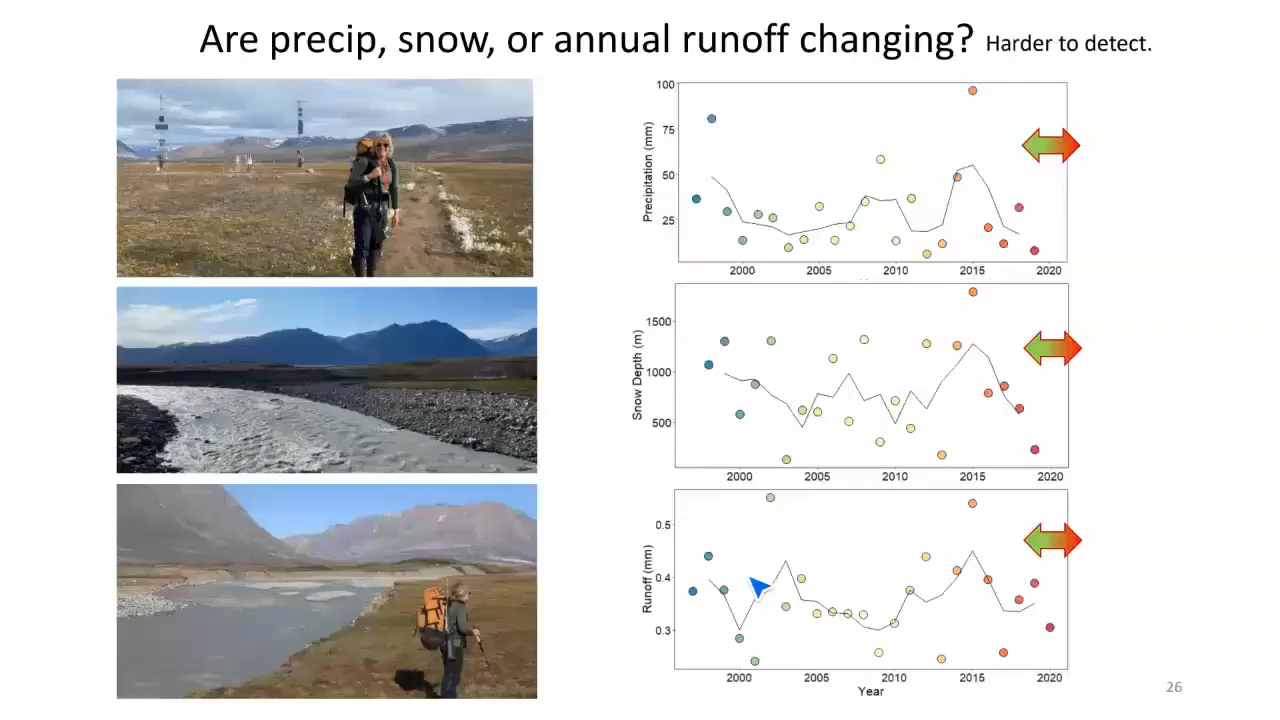 Are precip, snow, or annual runoff changing? Harder to detect.
Precipitation (mm)
100
75
50
25
2000 2005 2010 2015 2020
Snow Depth (m)
1500
1000
500
2000 2005 2010 2015 2020
Runoff (mm)
0.5
0.4
0.3
2000 2005 2010 2015 2020
Year
26